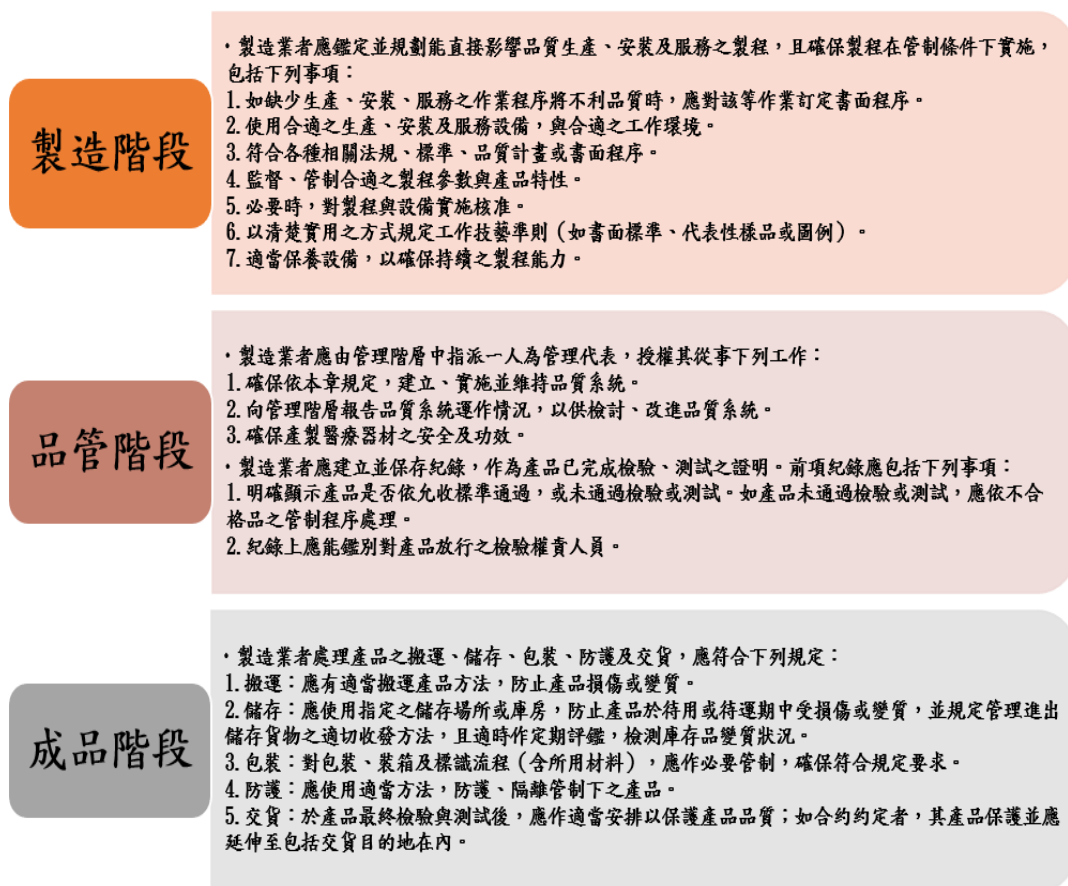 製造階段
・製造業者應鑑定並規劃能直接影響品質生產、安裝及服務之製程，且確保製程在管制條件下實施，
包括下列事項：
1.如缺少生產、安裝、服務之作業程序將不利品質時，應對該等作業訂定書面程序。
2.使用合適之生產、安裝及服務設備，與合適之工作環境。
3.符合各種相關法規、標準、品質計畫或書面程序。
4.監督、管制合適之製程參數與產品特性。
5.必要時，對製程與設備實施核准。
6.以清楚實用之方式規定工作技藝準則（如書面標準、代表性樣品或圖例）。
7.適當保養設備，以確保持續之製程能力。
品管階段
・製造業者應由管理階層中指派一人為管理代表，授權其從事下列工作：
1.確保依本章規定，建立、實施並維持品質系統。
2.向管理階層報告品質系統運作情況，以供檢討、改進品質系統。
3.確保產製醫療器材之安全及功效。
・製造業者應建立並保存紀錄，作為產品已完成檢驗、測試之證明。前項紀錄應包括下列事項：
1.明確顯示產品是否依允收標準通過，或未通過檢驗或測試。如產品未通過檢驗或測試，應依不合
格品之管制程序處理。
2.紀錄上應能鑑別對產品放行之檢驗權責人員。
成品階段
・製造業者處理產品之搬運、儲存、包裝、防護及交貨，應符合下列規定：
1.搬運：應有適當搬運產品方法，防止產品損傷或變質。
2.儲存：應使用指定之儲存場所或庫房，防止產品於待用或待運期中受損傷或變質，並規定管理進出
儲存貨物之適切收發方法，且適時作定期評鑑，檢測庫存品變質狀況。
3.包裝：對包裝、裝箱及標識流程（含所用材料），應作必要管制，確保符合規定要求。
4.防護：應使用適當方法，防護、隔離管制下之產品。
5.交貨：於產品最終檢驗與測試後，應作適當安排以保護產品品質；如合約約定者，其產品保護並應
延伸至包括交貨目的地在內。